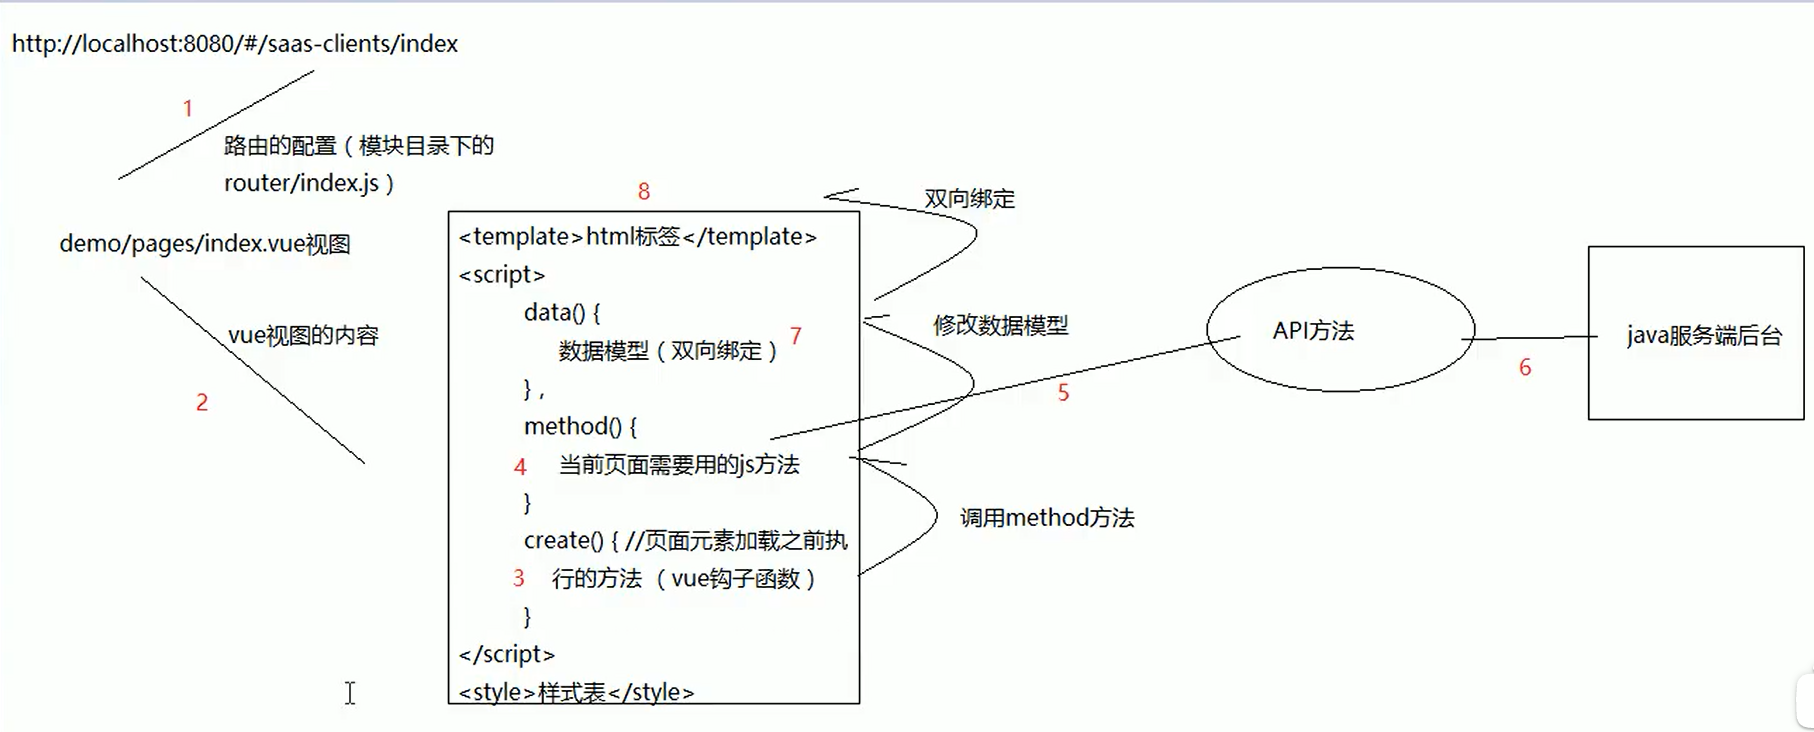 http://localhost:8080/#/saas-clients/index
1
路由的配置（模块目录下的
router/index.js）
demo/pages/index.vue视图
vue视图的内容
2
8
<template>html标签</template>
<script>
data() {
数据模型（双向绑定） 7
}，
method() {
4 当前页面需要用的js方法
}
create() { //页面元素加载之前执
3 行的方法 （vue钩子函数）
}
</script>
<style>样式表</style>
双向绑定
修改数据模型
调用method方法
5
API方法
6
java服务端后台